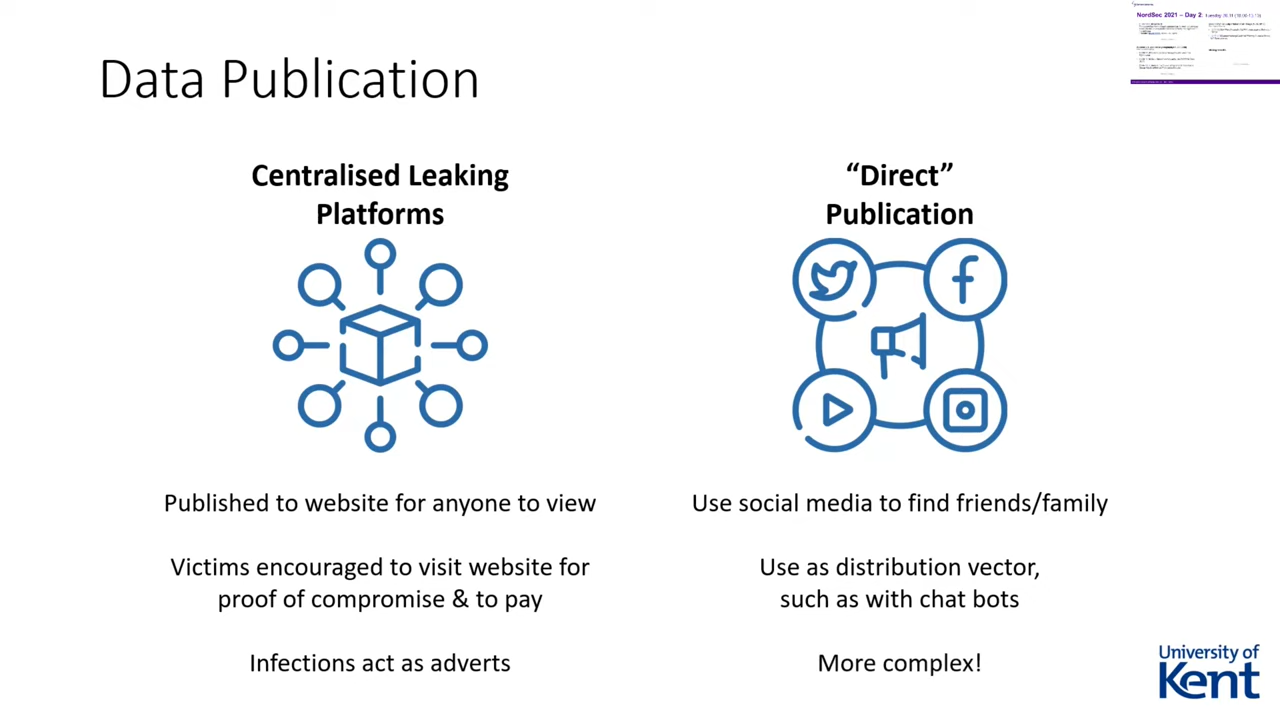 Data Publication
NordSec 2021 – Day 2
Centralised Leaking
Platforms
Published to website for anyone to view
Victims encouraged to visit website for
proof of compromise & to pay
Infections act as adverts
“Direct”
Publication
Use social media to find friends/family
Use as distribution vector,
such as with chat bots
More complex!
University of
Kent